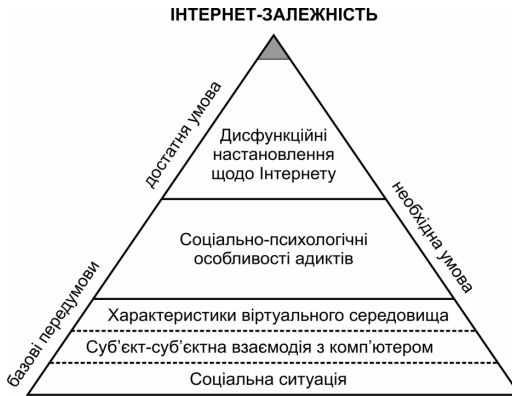 ІНТЕРНЕТ-ЗАЛЕЖНІСТЬ
достатня умова
Дисфункційні
настановлення
щодо Інтернету
необхідна умова
Соціально-психологічні
особливості адиктів
базові передумови
Характеристики віртуального середовища
Суб'єкт-суб'єктна взаємодія з комп'ютером
Соціальна ситуація